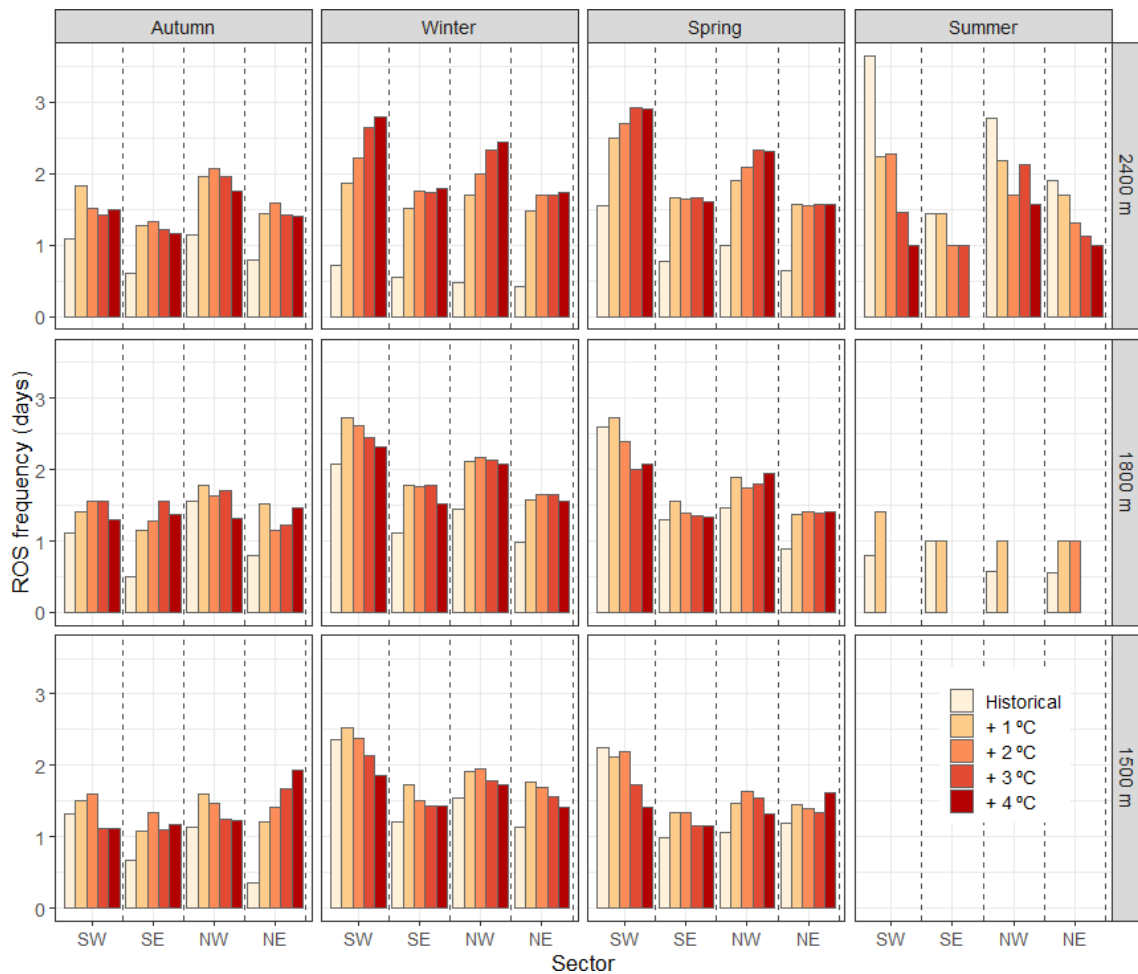 Autumn Winter Spring Summer
3
2
1
0
2400 m
ROS frequency (days)
3
2
1
0
1800 m
3
2
1
0
1500 m
Historical
+ 1 ºC
+ 2 ºC
+ 3 ºC
+ 4 ºC
SW SE NW NE SW SE NW NE SW SE NW NE SW SE NW NE
Sector